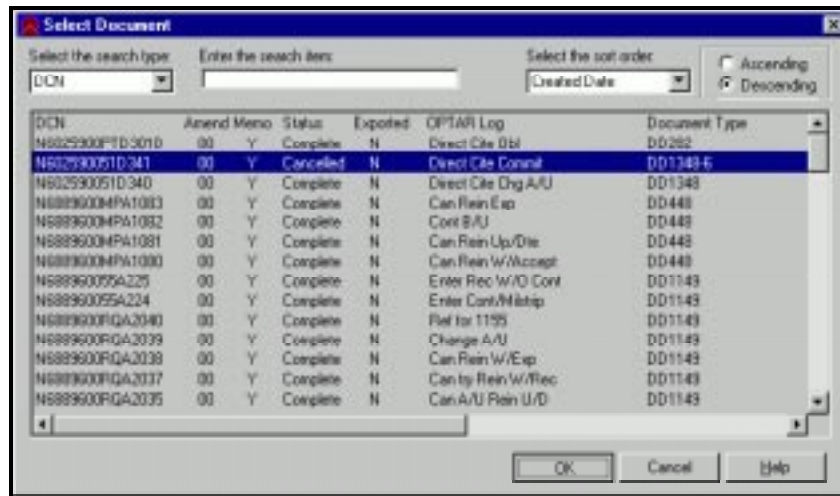 Select Document
Select the search type: Enter the search item: Select the sort order:
DCN Created Date Ascending
Descending
DCN Amend Memo Status Exported OPTAR Log Document Type
N6025900FTD301D 00 Y Complete N Direct Cite Obl DD282
N602590051D341 00 Y Cancelled N Direct Cite Commit DD1348-6
N602590051D340 00 Y Complete N Direct Cite Chg A/U DD1348
N6889600MPA1083 00 Y Complete N Can Rein Exp DD448
N6889600MPA1082 00 Y Complete N Cont B/U DD448
N6889600MPA1081 00 Y Complete N Can Rein Up/Dte DD448
N6889600MPA1080 00 Y Complete N Can Rein W/Accept DD448
N688960055A225 00 Y Complete N Enter Rec W/O Cont DD1149
N688960055A224 00 Y Complete N Enter Cont/Milstrip DD1149
N6889600RQA2040 00 Y Complete N Ref for 1155 DD1149
N6889600RQA2039 00 Y Complete N Change A/U DD1149
N6889600RQA2038 00 Y Complete N Can Rein W/Exp DD1149
N6889600RQA2037 00 Y Complete N Can try Rein W/Rec DD1149
N6889600RQA2035 00 Y Complete N Can A/U Rein U/D DD1149
OK Cancel Help